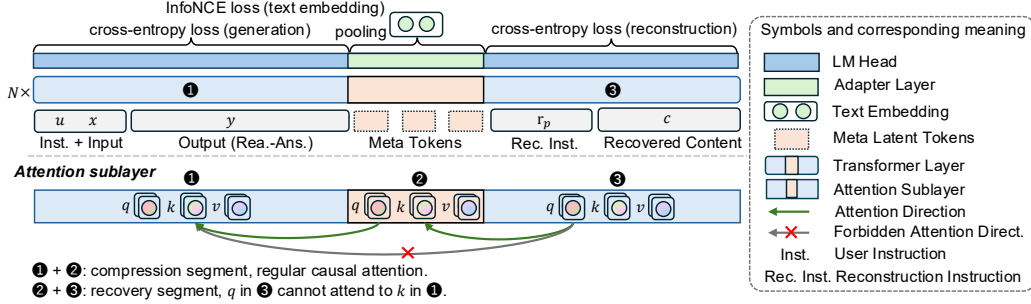 InfoNCE loss (text embedding)
cross-entropy loss (generation)
pooling
cross-entropy loss (reconstruction)
N×
❶
❸
u x
y
r_p
c
Inst. + Input
Output (Rea.-Ans.)
Meta Tokens
Rec. Inst.
Recovered Content
Attention sublayer
❶
❷
❸
q k v
q k v
q k v
❶ + ❷: compression segment, regular causal attention.
❷ + ❸: recovery segment, q in ❸ cannot attend to k in ❶.
Symbols and corresponding meaning
LM Head
Adapter Layer
Text Embedding
Meta Latent Tokens
Transformer Layer
Attention Sublayer
Attention Direction
Forbidden Attention Direct.
Inst. User Instruction
Rec. Inst. Reconstruction Instruction